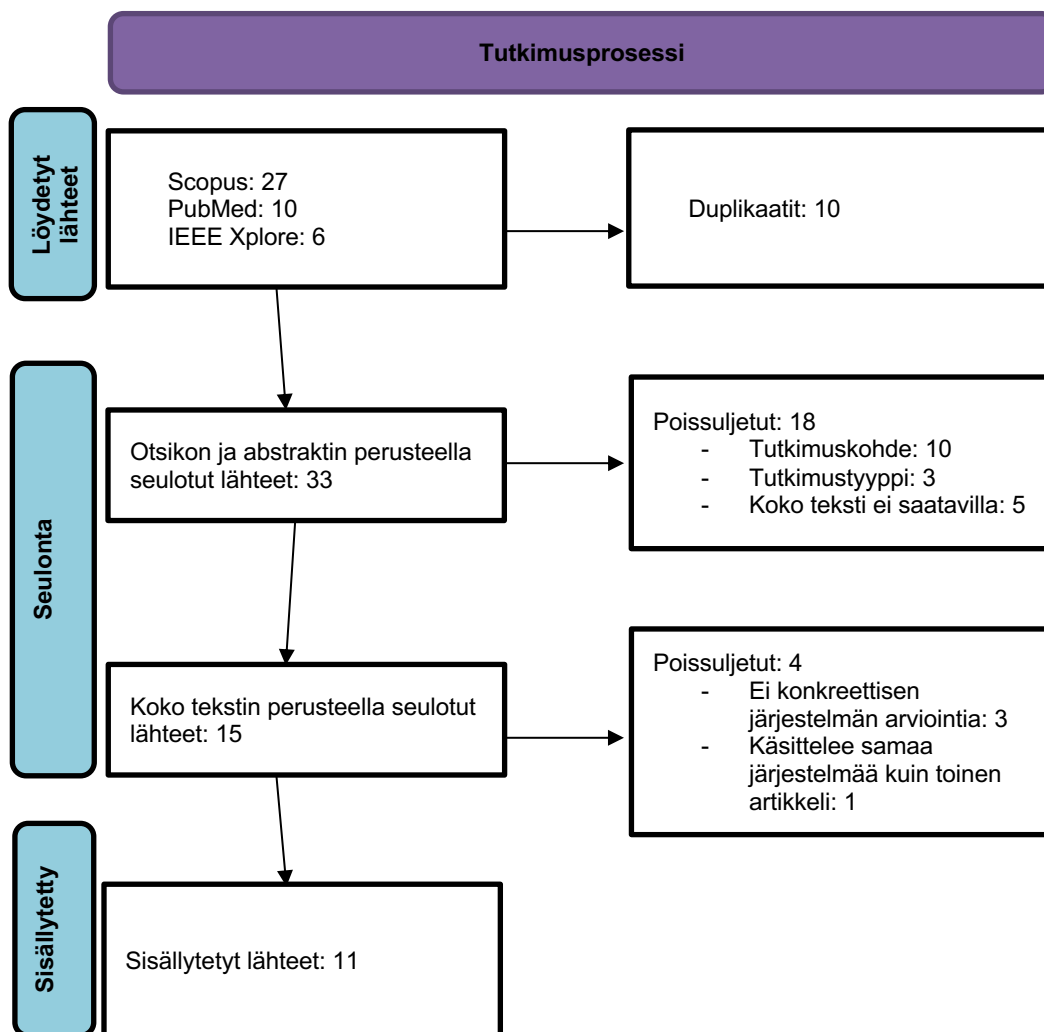 Tutkimusprosessi
Löydetyt
lähteet
Scopus: 27
PubMed: 10
IEEE Xplore: 6
Duplikaatit: 10
Seulonta
Otsikon ja abstraktin perusteella
seulotut lähteet: 33
Poissuljetut: 18
- Tutkimuskohde: 10
- Tutkimustyyppi: 3
- Koko teksti ei saatavilla: 5
Koko tekstin perusteella seulotut
lähteet: 15
Poissuljetut: 4
- Ei konkreettisen
järjestelmän arviointia: 3
- Käsittelee samaa
järjestelmää kuin toinen
artikkeli: 1
Sisällytetty
Sisällytetyt lähteet: 11